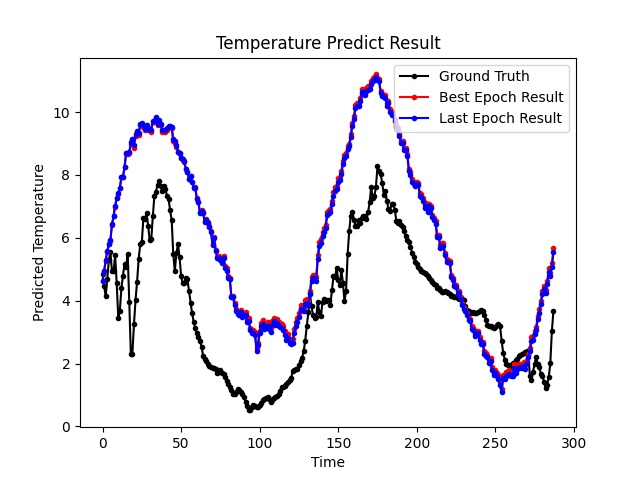 Temperature Predict Result
Ground Truth
Best Epoch Result
Last Epoch Result
Predicted Temperature
10
8
6
4
2
0
0 50 100 150 200 250 300
Time